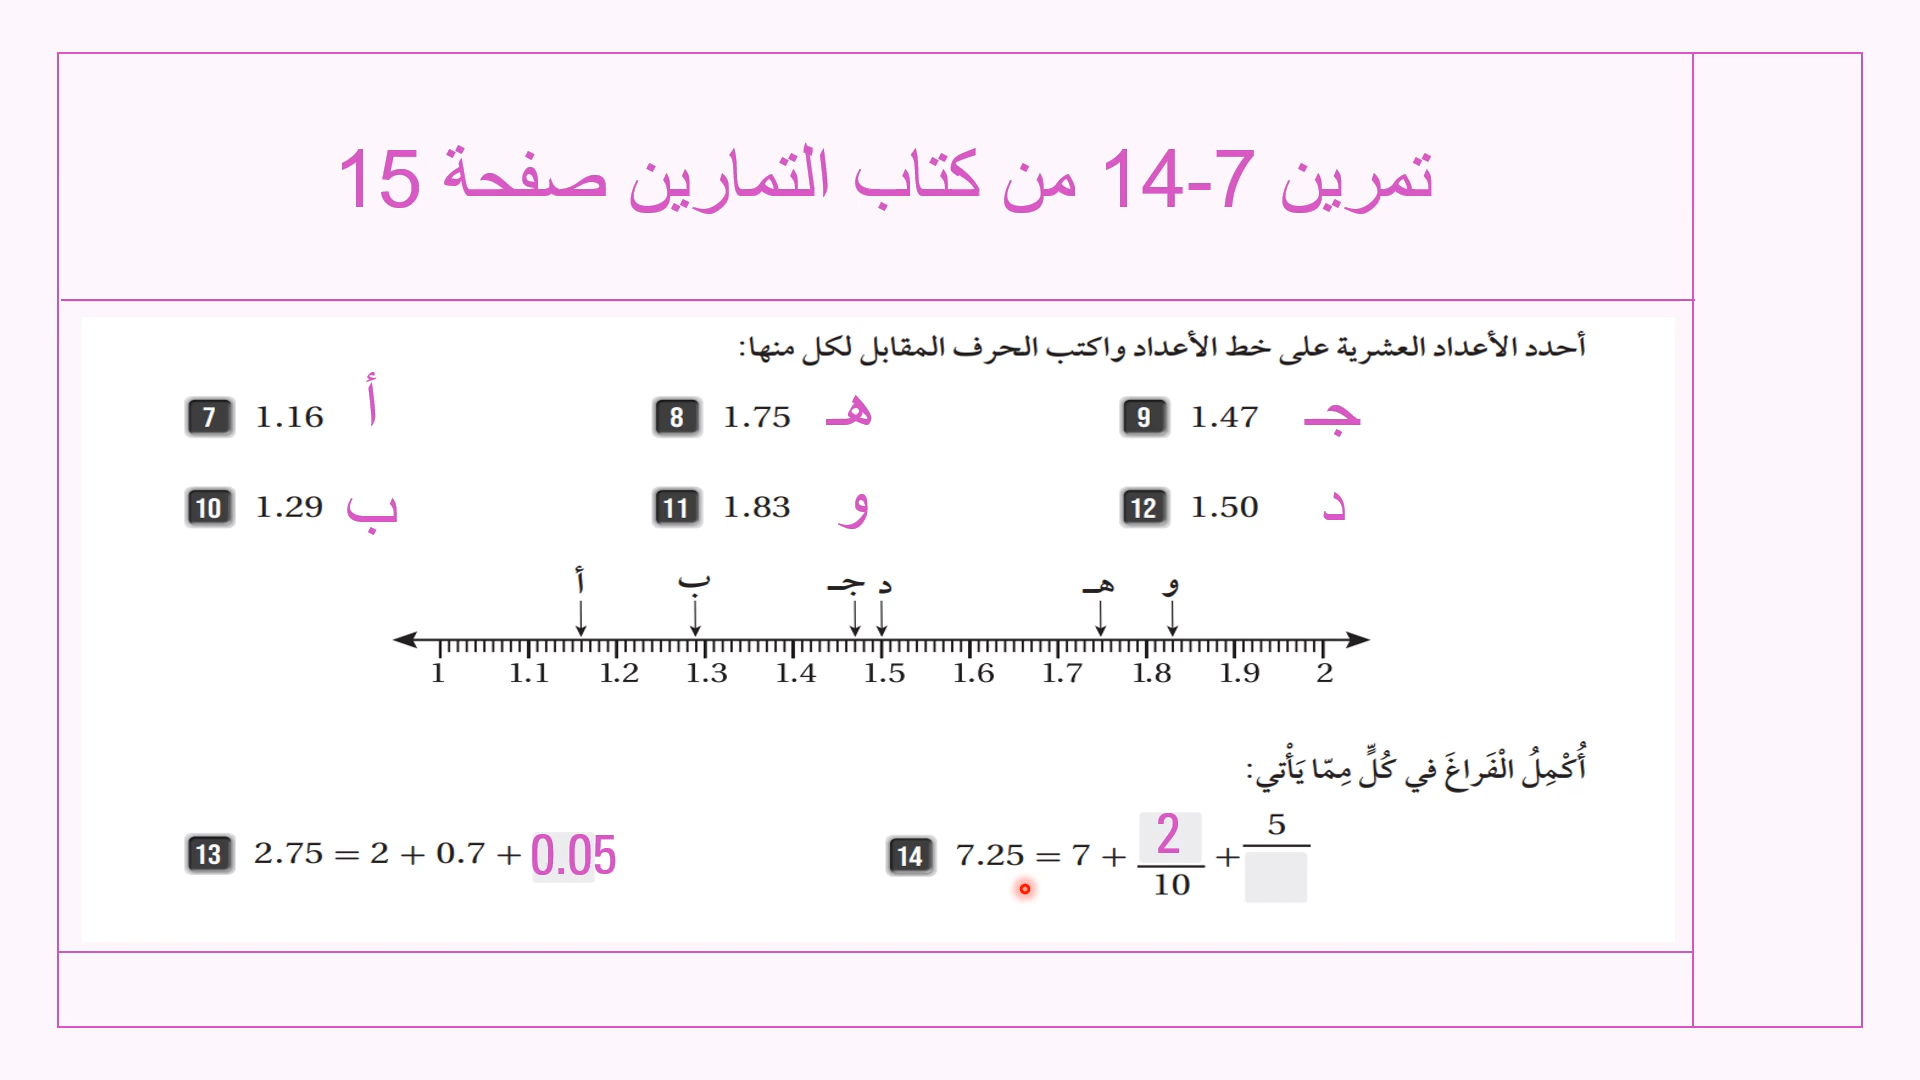 تمرين 7-14 من كتاب التمارين صفحة 15
أحدد الأعداد العشرية على خط الأعداد واكتب الحرف المقابل لكل منها:
7 1.16 أ 8 1.75 هـ 9 1.47 جـ
10 1.29 ب 11 1.83 و 12 1.50 د
أ ب جـ د هـ و
1 1.1 1.2 1.3 1.4 1.5 1.6 1.7 1.8 1.9 2
أُكْمِلُ الْفَراغَ في كُلٍّ مِمّا يَأْتي:
13 2.75 = 2 + 0.7 + 0.05 14 7.25 = 7 + 2/10 + 5/